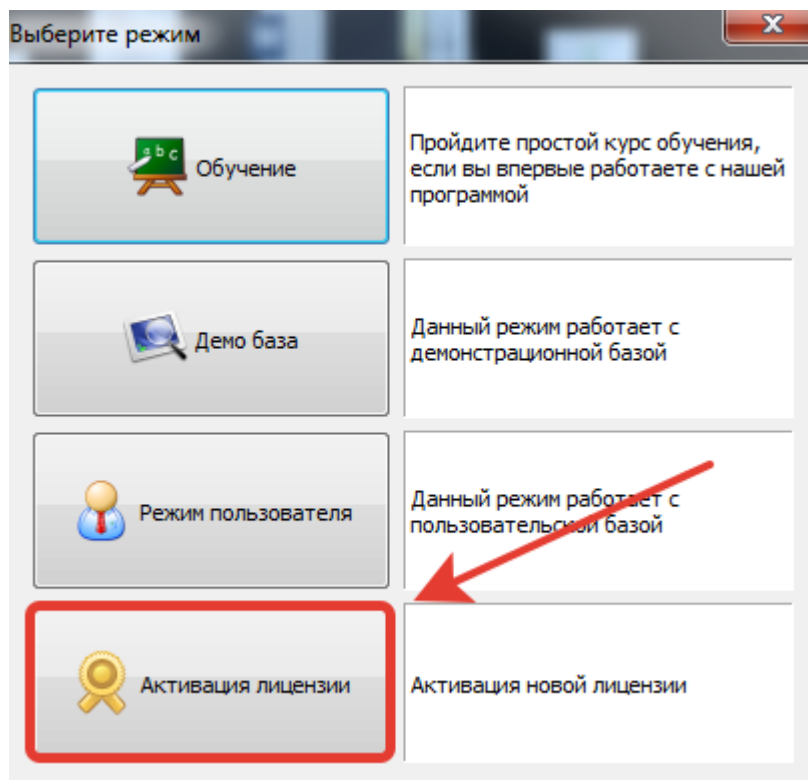 Выберите режим
abc
Обучение
Пройдите простой курс обучения,
если вы впервые работаете с нашей
программой
Демо база
Данный режим работает с
демонстрационной базой
Режим пользователя
Данный режим работает с
пользовательской базой
Активация лицензии
Активация новой лицензии